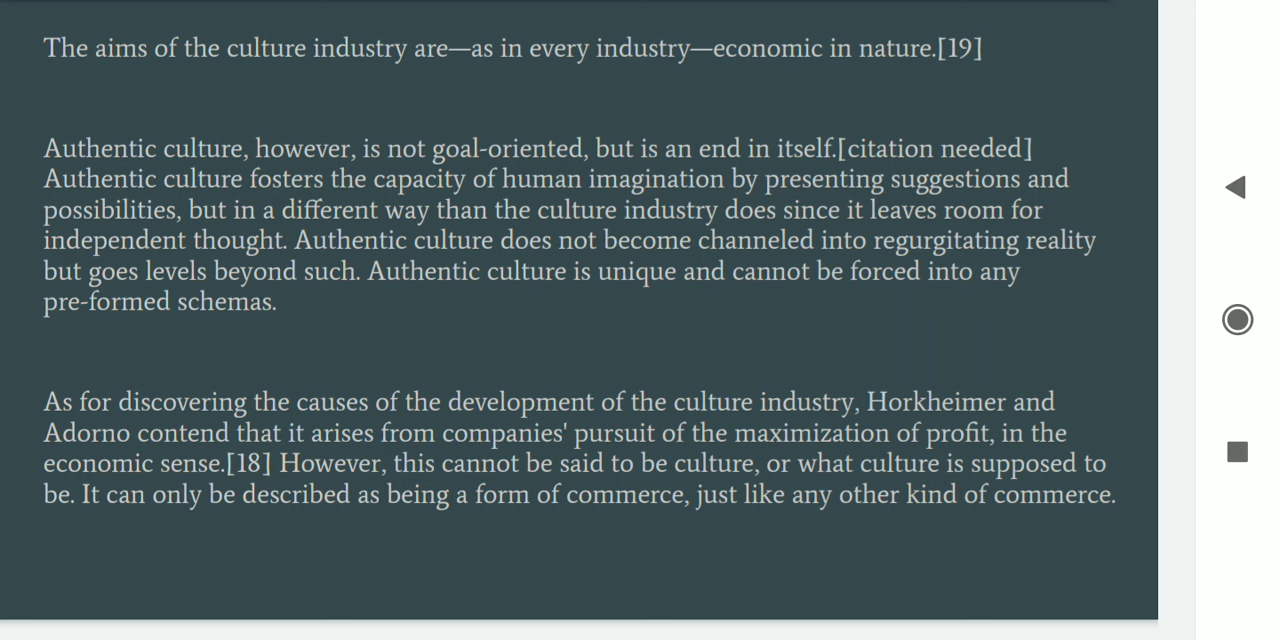 The aims of the culture industry are—as in every industry—economic in nature.[19]
Authentic culture, however, is not goal-oriented, but is an end in itself.[citation needed]
Authentic culture fosters the capacity of human imagination by presenting suggestions and
possibilities, but in a different way than the culture industry does since it leaves room for
independent thought. Authentic culture does not become channeled into regurgitating reality
but goes levels beyond such. Authentic culture is unique and cannot be forced into any
pre-formed schemas.
As for discovering the causes of the development of the culture industry, Horkheimer and
Adorno contend that it arises from companies' pursuit of the maximization of profit, in the
economic sense.[18] However, this cannot be said to be culture, or what culture is supposed to
be. It can only be described as being a form of commerce, just like any other kind of commerce.